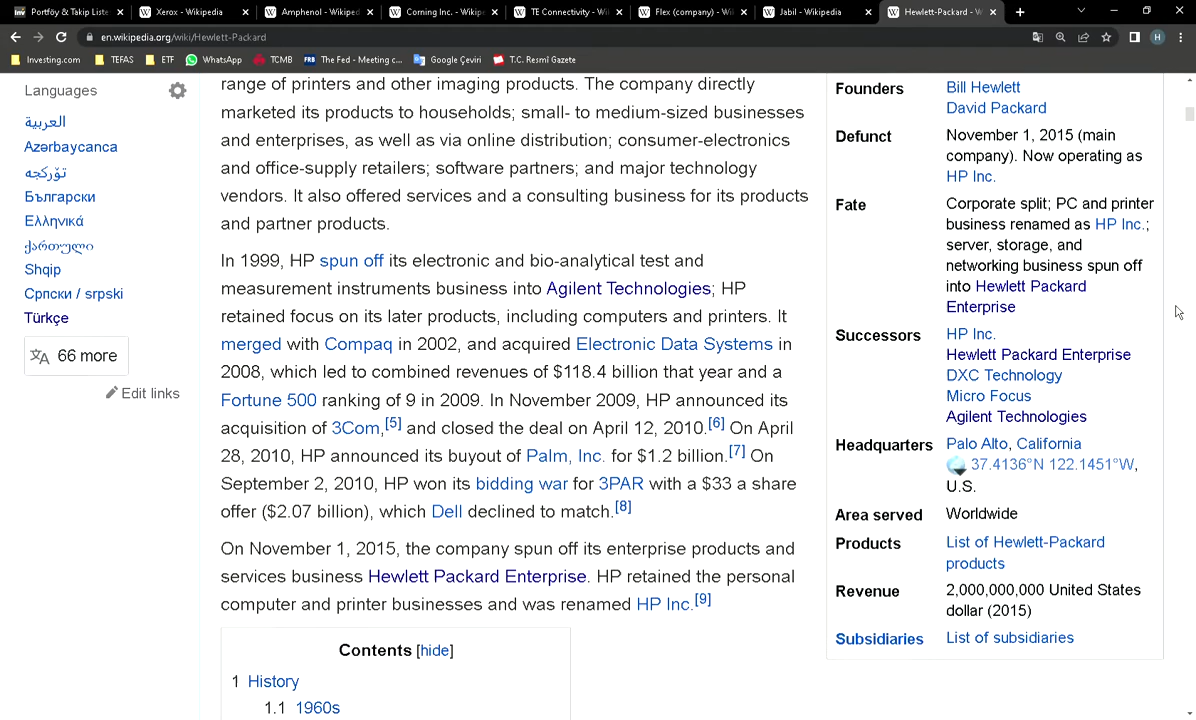 Portföy & Takip Liste
Xerox - Wikipedia
Amphenol - Wikiped
Corning Inc. - Wikipe
TE Connectivity - Wi
Flex (company) - Wi
Jabil - Wikipedia
Hewlett-Packard - W
en.wikipedia.org/wiki/Hewlett-Packard
H
Investing.com
TEFAS
ETF
WhatsApp
TCMB
FRB The Fed - Meeting c...
Google Çeviri
T.C. Resmî Gazete
Languages
العربية
Azərbaycanca
تۆرکجه
Български
Ελληνικά
ქართული
Shqip
Српски / srpski
Türkçe
66 more
Edit links
range of printers and other imaging products. The company directly
marketed its products to households; small- to medium-sized businesses
and enterprises, as well as via online distribution; consumer-electronics
and office-supply retailers; software partners; and major technology
vendors. It also offered services and a consulting business for its products
and partner products.
In 1999, HP spun off its electronic and bio-analytical test and
measurement instruments business into Agilent Technologies; HP
retained focus on its later products, including computers and printers. It
merged with Compaq in 2002, and acquired Electronic Data Systems in
2008, which led to combined revenues of $118.4 billion that year and a
Fortune 500 ranking of 9 in 2009. In November 2009, HP announced its
acquisition of 3Com,[5] and closed the deal on April 12, 2010.[6] On April
28, 2010, HP announced its buyout of Palm, Inc. for $1.2 billion.[7] On
September 2, 2010, HP won its bidding war for 3PAR with a $33 a share
offer ($2.07 billion), which Dell declined to match.[8]
On November 1, 2015, the company spun off its enterprise products and
services business Hewlett Packard Enterprise. HP retained the personal
computer and printer businesses and was renamed HP Inc.[9]
Contents [hide]
1 History
1.1 1960s
Founders
Bill Hewlett
David Packard
Defunct
November 1, 2015 (main
company). Now operating as
HP Inc.
Fate
Corporate split; PC and printer
business renamed as HP Inc.;
server, storage, and
networking business spun off
into Hewlett Packard
Enterprise
Successors
HP Inc.
Hewlett Packard Enterprise
DXC Technology
Micro Focus
Agilent Technologies
Headquarters
Palo Alto, California
37.4136°N 122.1451°W,
U.S.
Area served
Worldwide
Products
List of Hewlett-Packard
products
Revenue
2,000,000,000 United States
dollar (2015)
Subsidiaries
List of subsidiaries